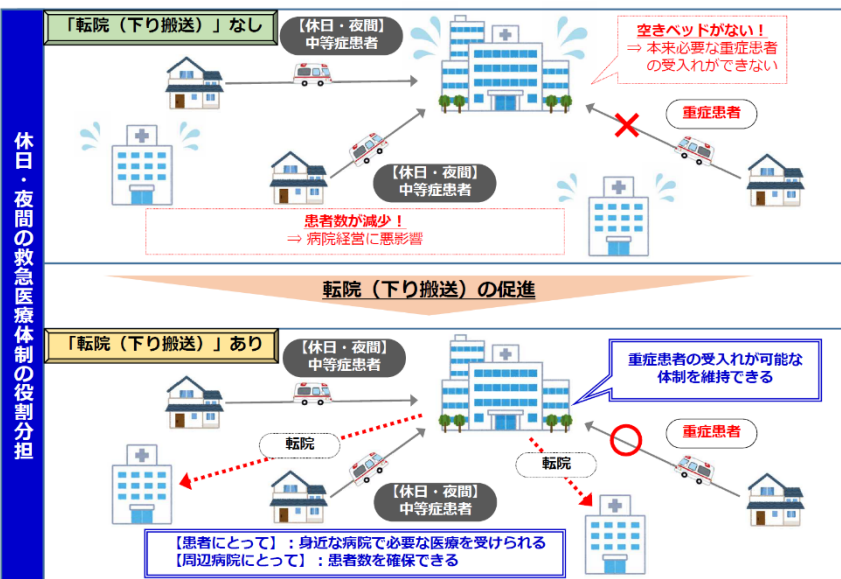 休日・夜間の救急医療体制の役割分担
「転院（下り搬送）」なし
【休日・夜間】
中等症患者
空きベッドがない！
⇒ 本来必要な重症患者
の受入れができない
重症患者
【休日・夜間】
中等症患者
患者数が減少！
⇒ 病院経営に悪影響
転院（下り搬送）の促進
「転院（下り搬送）」あり
【休日・夜間】
中等症患者
重症患者の受入れが可能な
体制を維持できる
重症患者
転院
転院
【休日・夜間】
中等症患者
【患者にとって】：身近な病院で必要な医療を受けられる
【周辺病院にとって】：患者数を確保できる